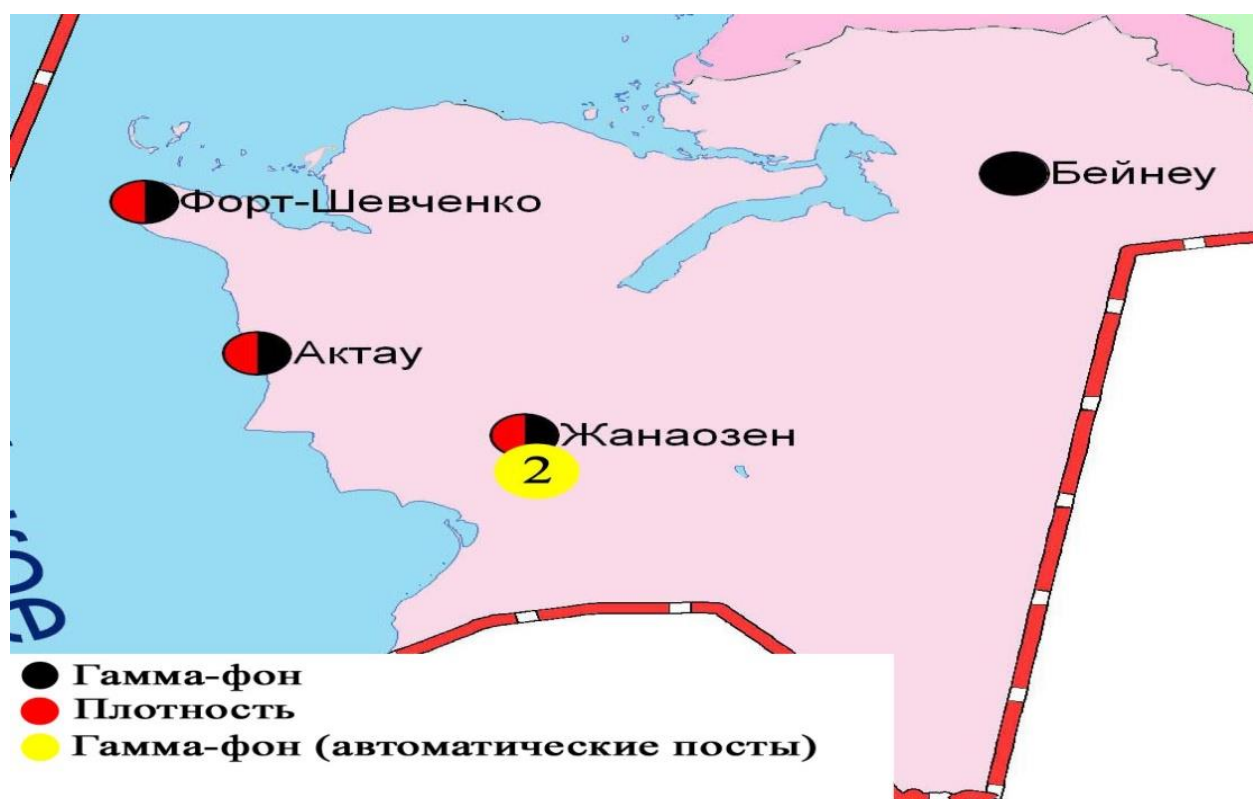 Бейнеу
Форт-Шевченко
Актау
Жанаозен
2
Гамма-фон
Плотность
Гамма-фон (автоматические посты)